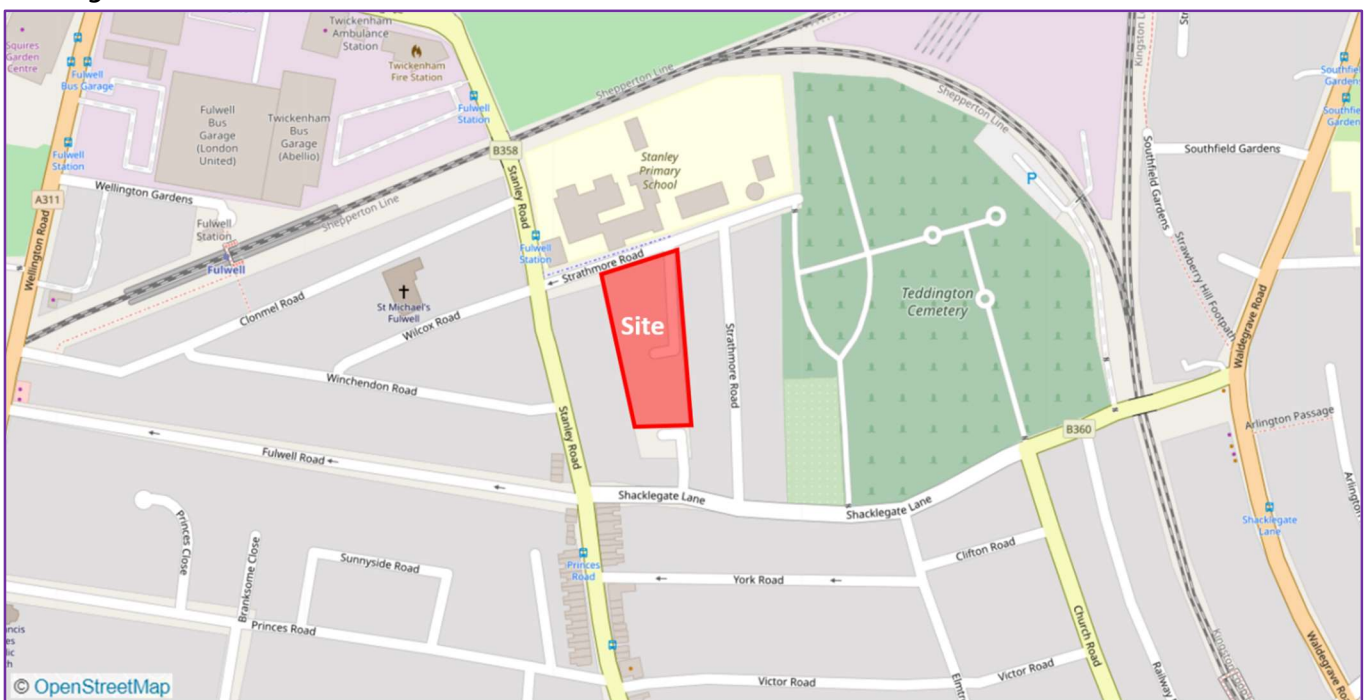 Squires
Garden
Centre
Fulwell
Bus Garage
Fulwell
Station
A311
Wellington Road
Wellington Gardens
Fulwell
Bus
Garage
(London
United)
Twickenham
Bus
Garage
(Abellio)
Twickenham
Ambulance
Station
Twickenham
Fire Station
Fulwell
Station
B358
Shepperton Line
Shepperton Line
Shepperton Line
Fulwell
Station
Fulwell
Clonmel Road
St Michael's
Fulwell
Wilcox Road
Winchendon Road
Stanley Road
Fulwell
Station
Stanley
Primary
School
Strathmore Road
Site
Strathmore Road
Teddington
Cemetery
P
Kingston L
Southfield Gardens
Southfield Gardens
Strawberry Hill Footpath
Waldegrave Road
B360
Arlington Passage
Fulwell Road
Stanley Road
Shacklegate Lane
Shacklegate Lane
Shacklegate
Lane
Princes Close
Branksome Close
Sunnyside Road
Princes Road
Princes
Road
York Road
Clifton Road
Church Road
Victor Road
Victor Road
Railway
© OpenStreetMap